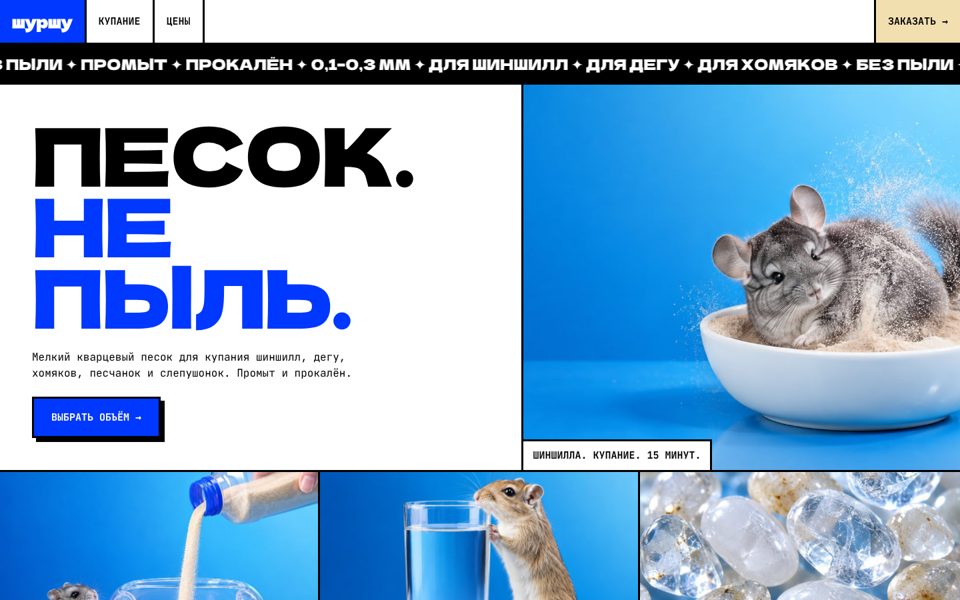 шуршу
КУПАНИЕ
ЦЕНЫ
ЗАКАЗАТЬ →
ПЫЛИ ✦ ПРОМЫТ ✦ ПРОКАЛЁН ✦ 0,1–0,3 ММ ✦ ДЛЯ ШИНШИЛЛ ✦ ДЛЯ ДЕГУ ✦ ДЛЯ ХОМЯКОВ ✦ БЕЗ ПЫЛИ
ПЕСОК.
НЕ
ПЫЛЬ.
Мелкий кварцевый песок для купания шиншилл, дегу,
хомяков, песчанок и слепушонок. Промыт и прокалён.
ВЫБРАТЬ ОБЪЁМ →
ШИНШИЛЛА. КУПАНИЕ. 15 МИНУТ.